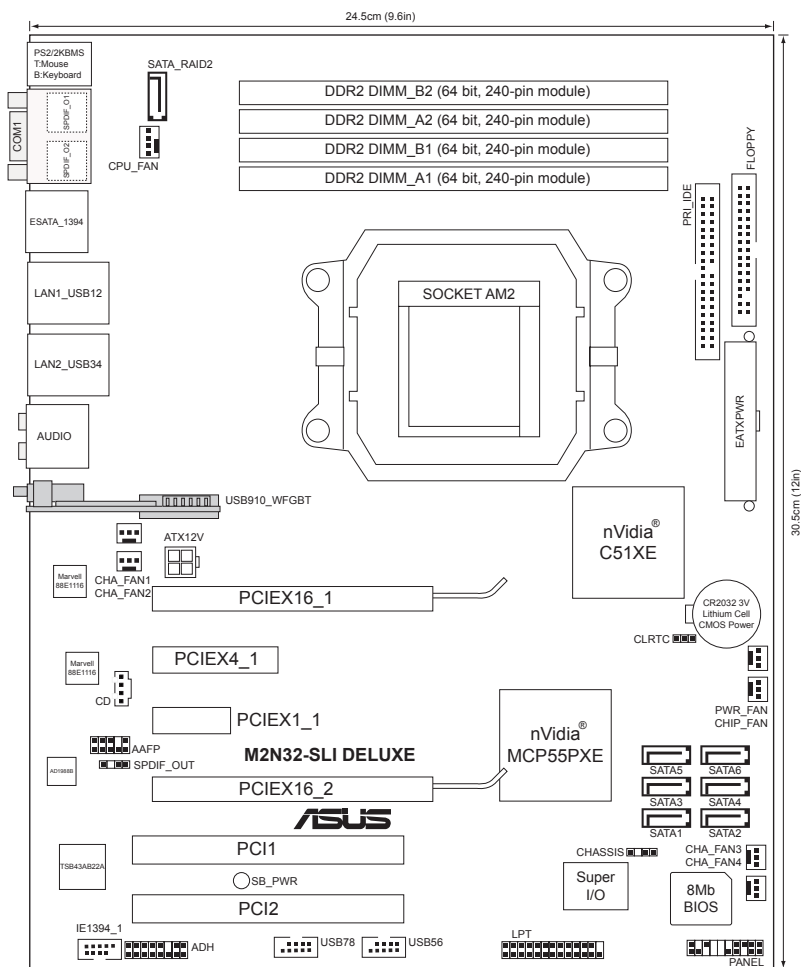 24.5cm (9.6in)
PS2/2KBMS
T:Mouse
B:Keyboard
SATA_RAID2
SPDIF_O1
COM1
SPDIF_O2
CPU_FAN
DDR2 DIMM_B2 (64 bit, 240-pin module)
DDR2 DIMM_A2 (64 bit, 240-pin module)
DDR2 DIMM_B1 (64 bit, 240-pin module)
DDR2 DIMM_A1 (64 bit, 240-pin module)
FLOPPY
PRI_IDE
ESATA_1394
LAN1_USB12
SOCKET AM2
LAN2_USB34
EATXPWR
AUDIO
30.5cm (12in)
USB910_WFGBT
ATX12V
nVidia®
C51XE
Marvell
88E1116
CHA_FAN1
CHA_FAN2
PCIEX16_1
CR2032 3V
Lithium Cell
CMOS Power
CLRTC
PCIEX4_1
Marvell
88E1116
CD
PWR_FAN
CHIP_FAN
PCIEX1_1
nVidia®
MCP55PXE
AAFP
M2N32-SLI DELUXE
SPDIF_OUT
AD1988B
SATA5
SATA6
PCIEX16_2
SATA3
SATA4
ASUS
SATA1
SATA2
PCI1
CHASSIS
CHA_FAN3
CHA_FAN4
TSB43AB22A
SB_PWR
Super
I/O
8Mb
BIOS
PCI2
IE1394_1
ADH
USB78
USB56
LPT
PANEL